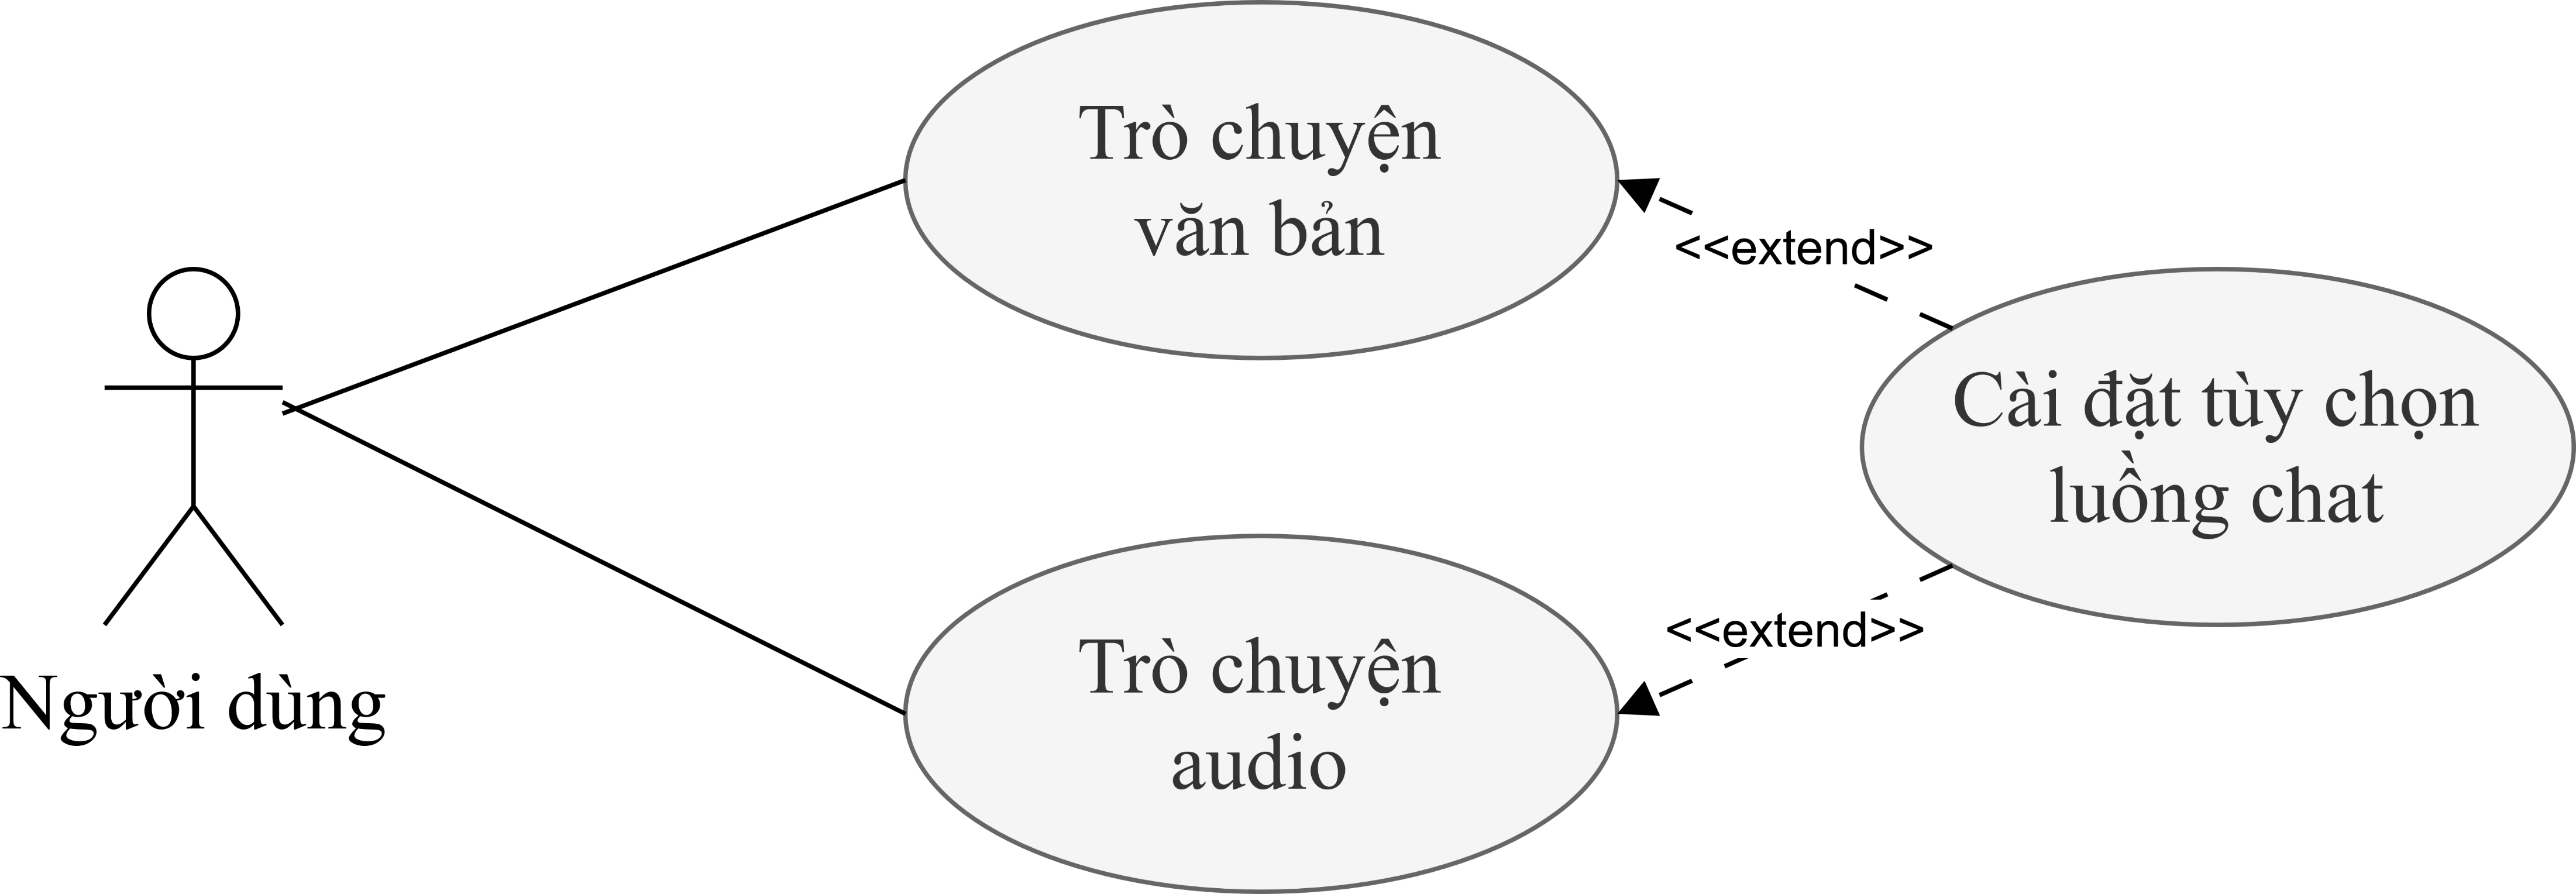 Trò chuyện
văn bản
<<extend>>
Cài đặt tùy chọn
luồng chat
<<extend>>
Trò chuyện
audio
Người dùng